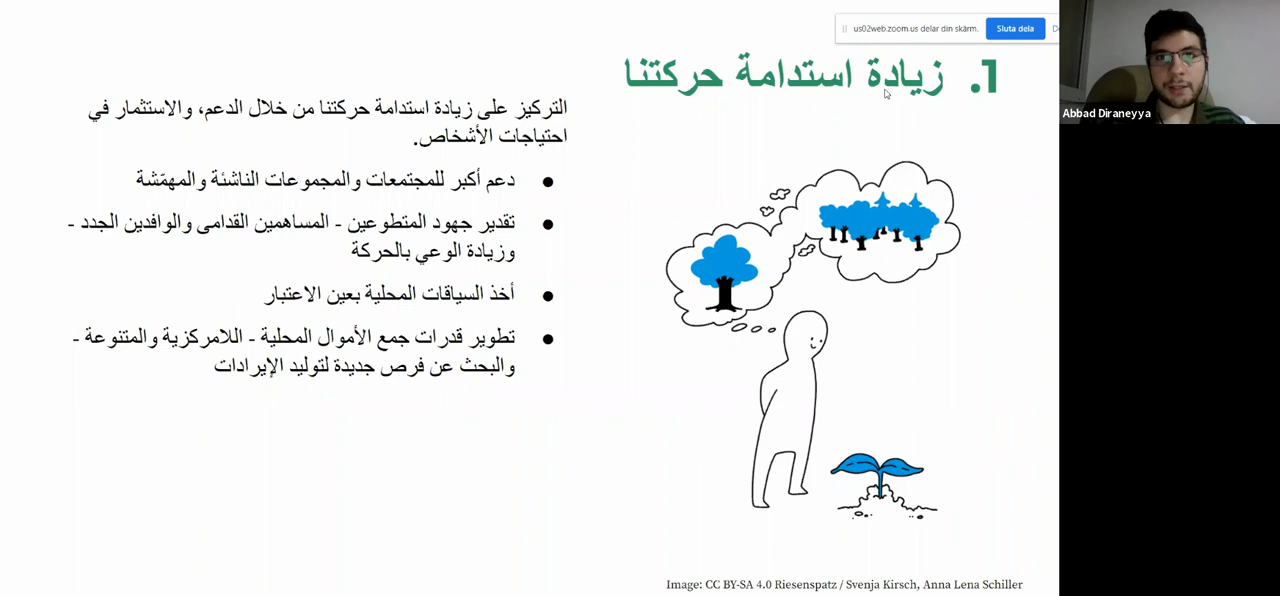 us02web.zoom.us delar din skärm. Sluta dela
1. زيادة استدامة حركتنا
Abbad Diraneyya
التركيز على زيادة استدامة حركتنا من خلال الدعم، والاستثمار في
احتياجات الأشخاص.
● دعم أكبر للمجتمعات والمجموعات الناشئة والمهمّشة
● تقدير جهود المتطوعين - المساهمين القدامى والوافدين الجدد -
وزيادة الوعي بالحركة
● أخذ السياقات المحلية بعين الاعتبار
● تطوير قدرات جمع الأموال المحلية - اللامركزية والمتنوعة -
والبحث عن فرص جديدة لتوليد الإيرادات
Image: CC BY-SA 4.0 Riesenspatz / Svenja Kirsch, Anna Lena Schiller